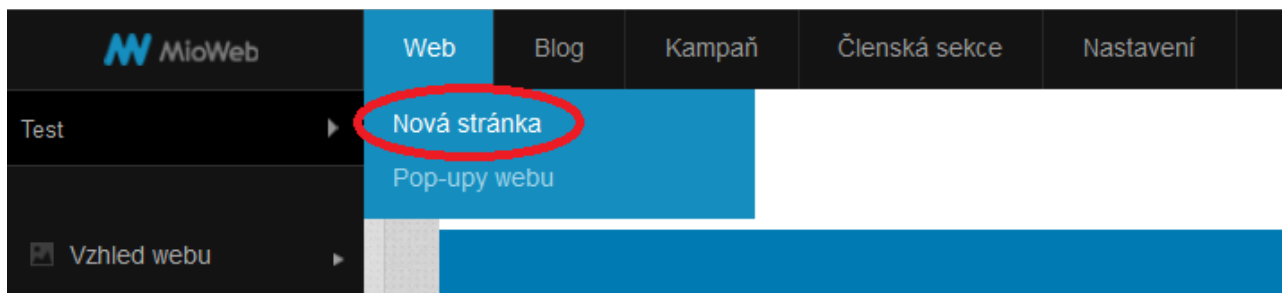 MioWeb Web Blog Kampaň Členská sekce Nastavení
Test Nová stránka
Pop-upy webu
Vzhled webu